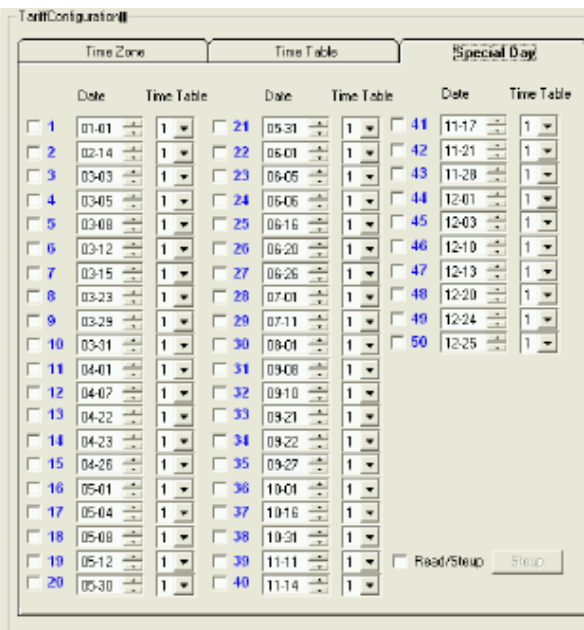 TariffConfigurationIII
Time Zone Time Table Special Day
Date Time Table Date Time Table Date Time Table
1 01-01 1 21 05-31 1 41 11-17 1
2 02-14 1 22 06-01 1 42 11-21 1
3 03-03 1 23 06-05 1 43 11-28 1
4 03-05 1 24 06-06 1 44 12-01 1
5 03-08 1 25 06-16 1 45 12-03 1
6 03-12 1 26 06-20 1 46 12-10 1
7 03-15 1 27 06-26 1 47 12-13 1
8 03-23 1 28 07-01 1 48 12-20 1
9 03-29 1 29 07-11 1 49 12-24 1
10 03-31 1 30 08-01 1 50 12-25 1
11 04-01 1 31 09-08 1
12 04-07 1 32 09-10 1
13 04-22 1 33 09-21 1
14 04-23 1 34 09-22 1
15 04-26 1 35 09-27 1
16 05-01 1 36 10-01 1
17 05-04 1 37 10-16 1
18 05-08 1 38 10-31 1
19 05-12 1 39 11-11 1 Read/Steup Steup
20 05-30 1 40 11-14 1